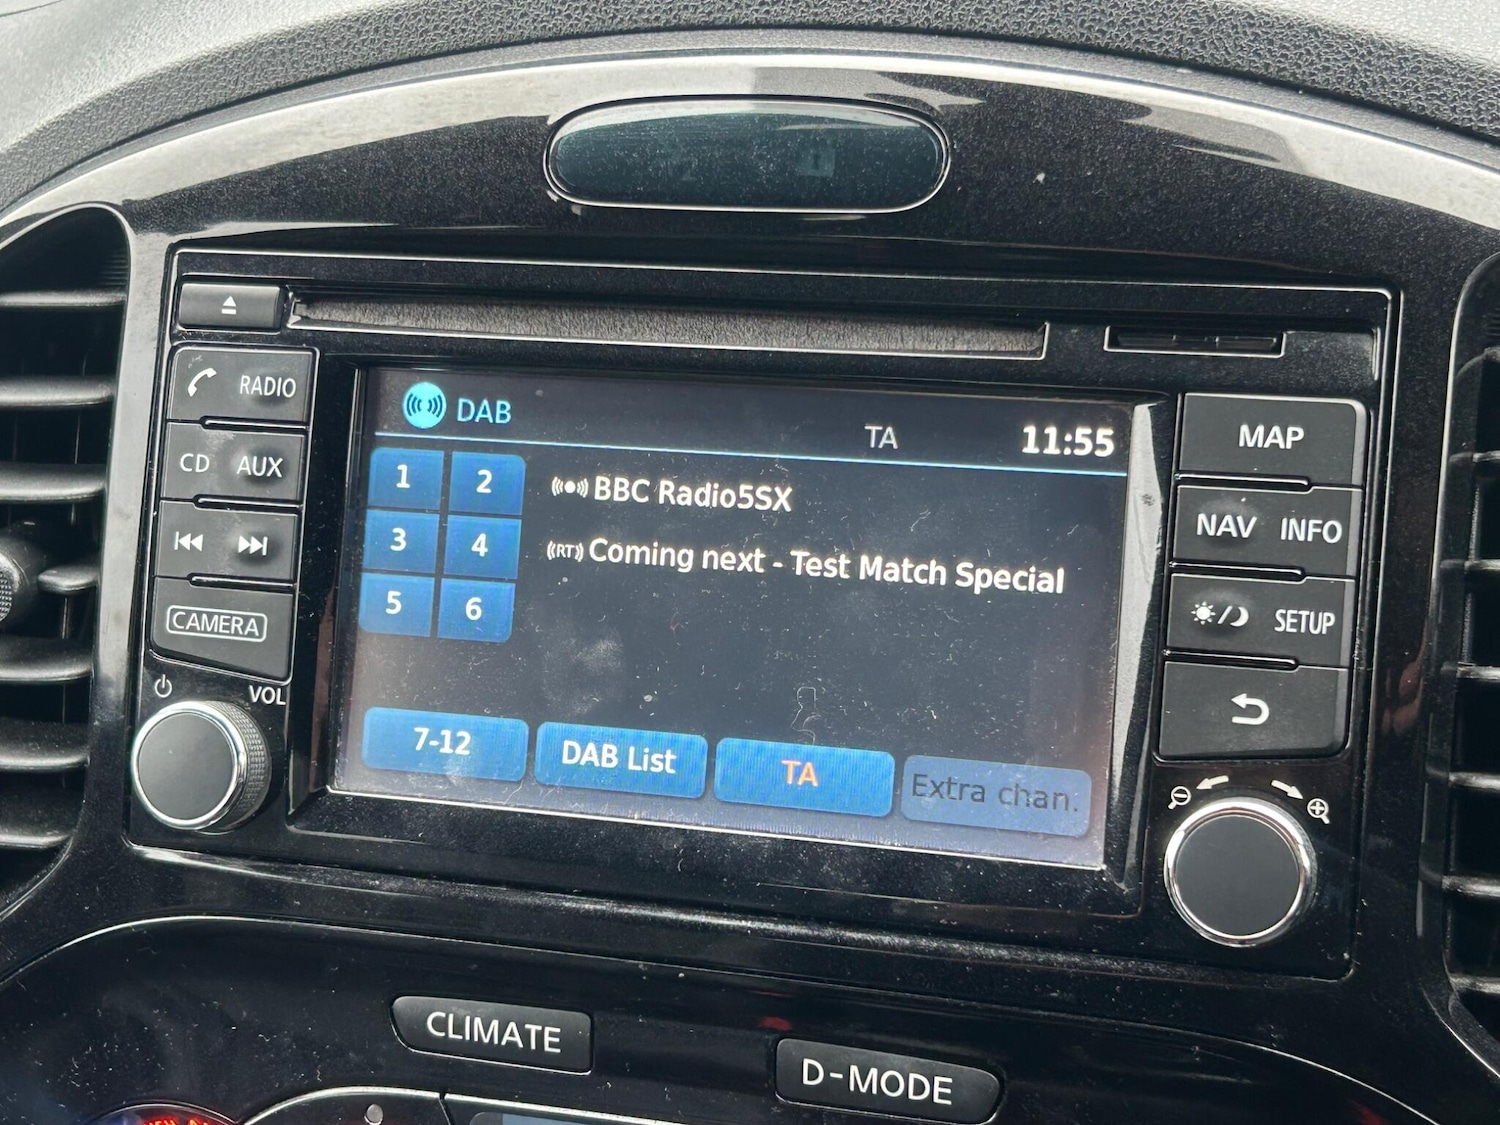 RADIO
CD AUX
CAMERA
VOL
DAB TA 11:55
1 2
3 4
5 6
BBC Radio5SX
RT Coming next - Test Match Special
7-12 DAB List TA Extra chan.
MAP
NAV INFO
SETUP
CLIMATE
D-MODE